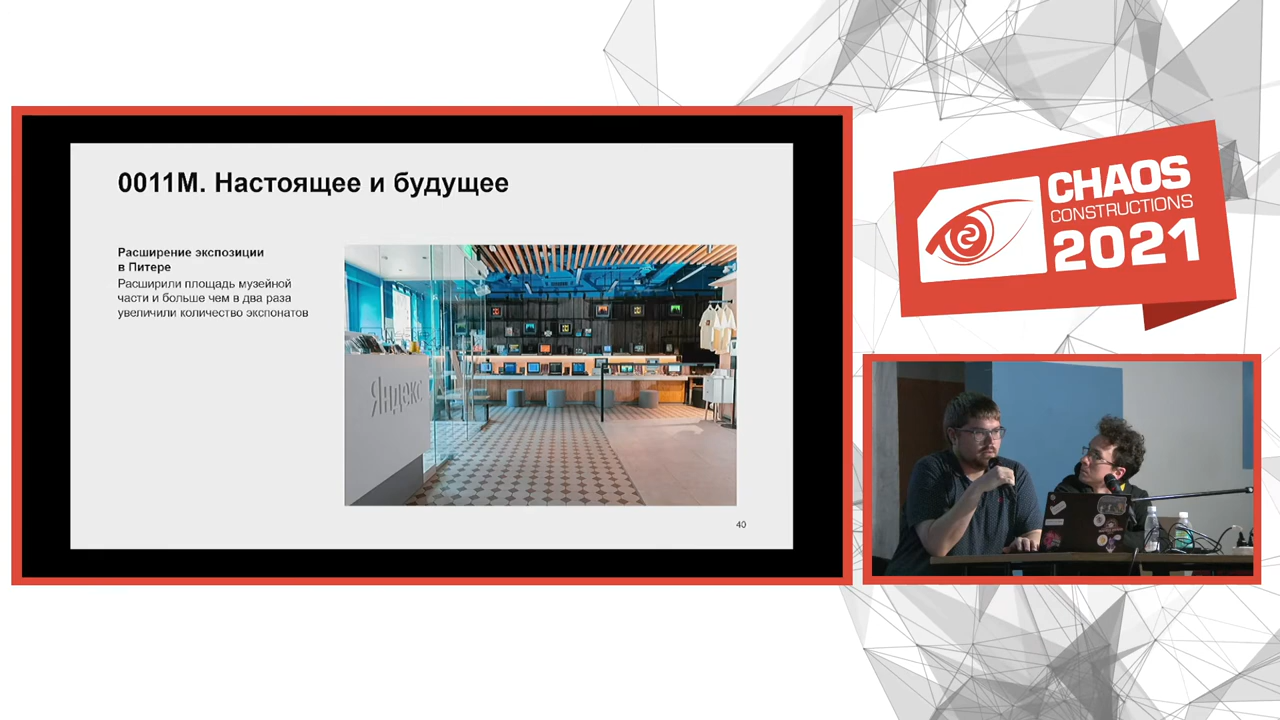 0011М. Настоящее и будущее
Расширение экспозиции
в Питере
Расширили площадь музейной
части и больше чем в два раза
увеличили количество экспонатов
Яндекс
40
CHAOS
CONSTRUCTIONS
2021